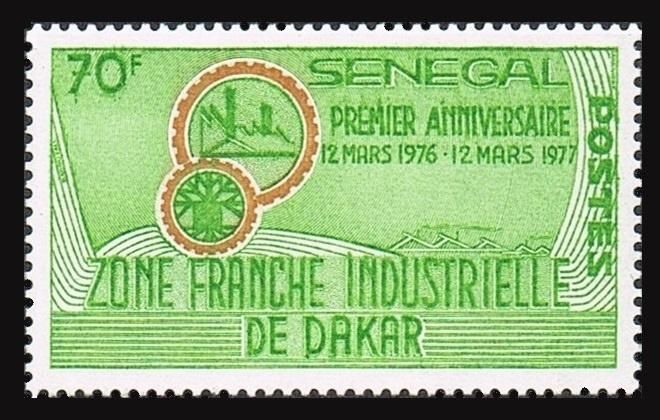 70F
SENEGAL
PREMIER ANNIVERSAIRE
12 MARS 1976 · 12 MARS 1977
POSTES
ZONE FRANCHE INDUSTRIELLE
DE DAKAR